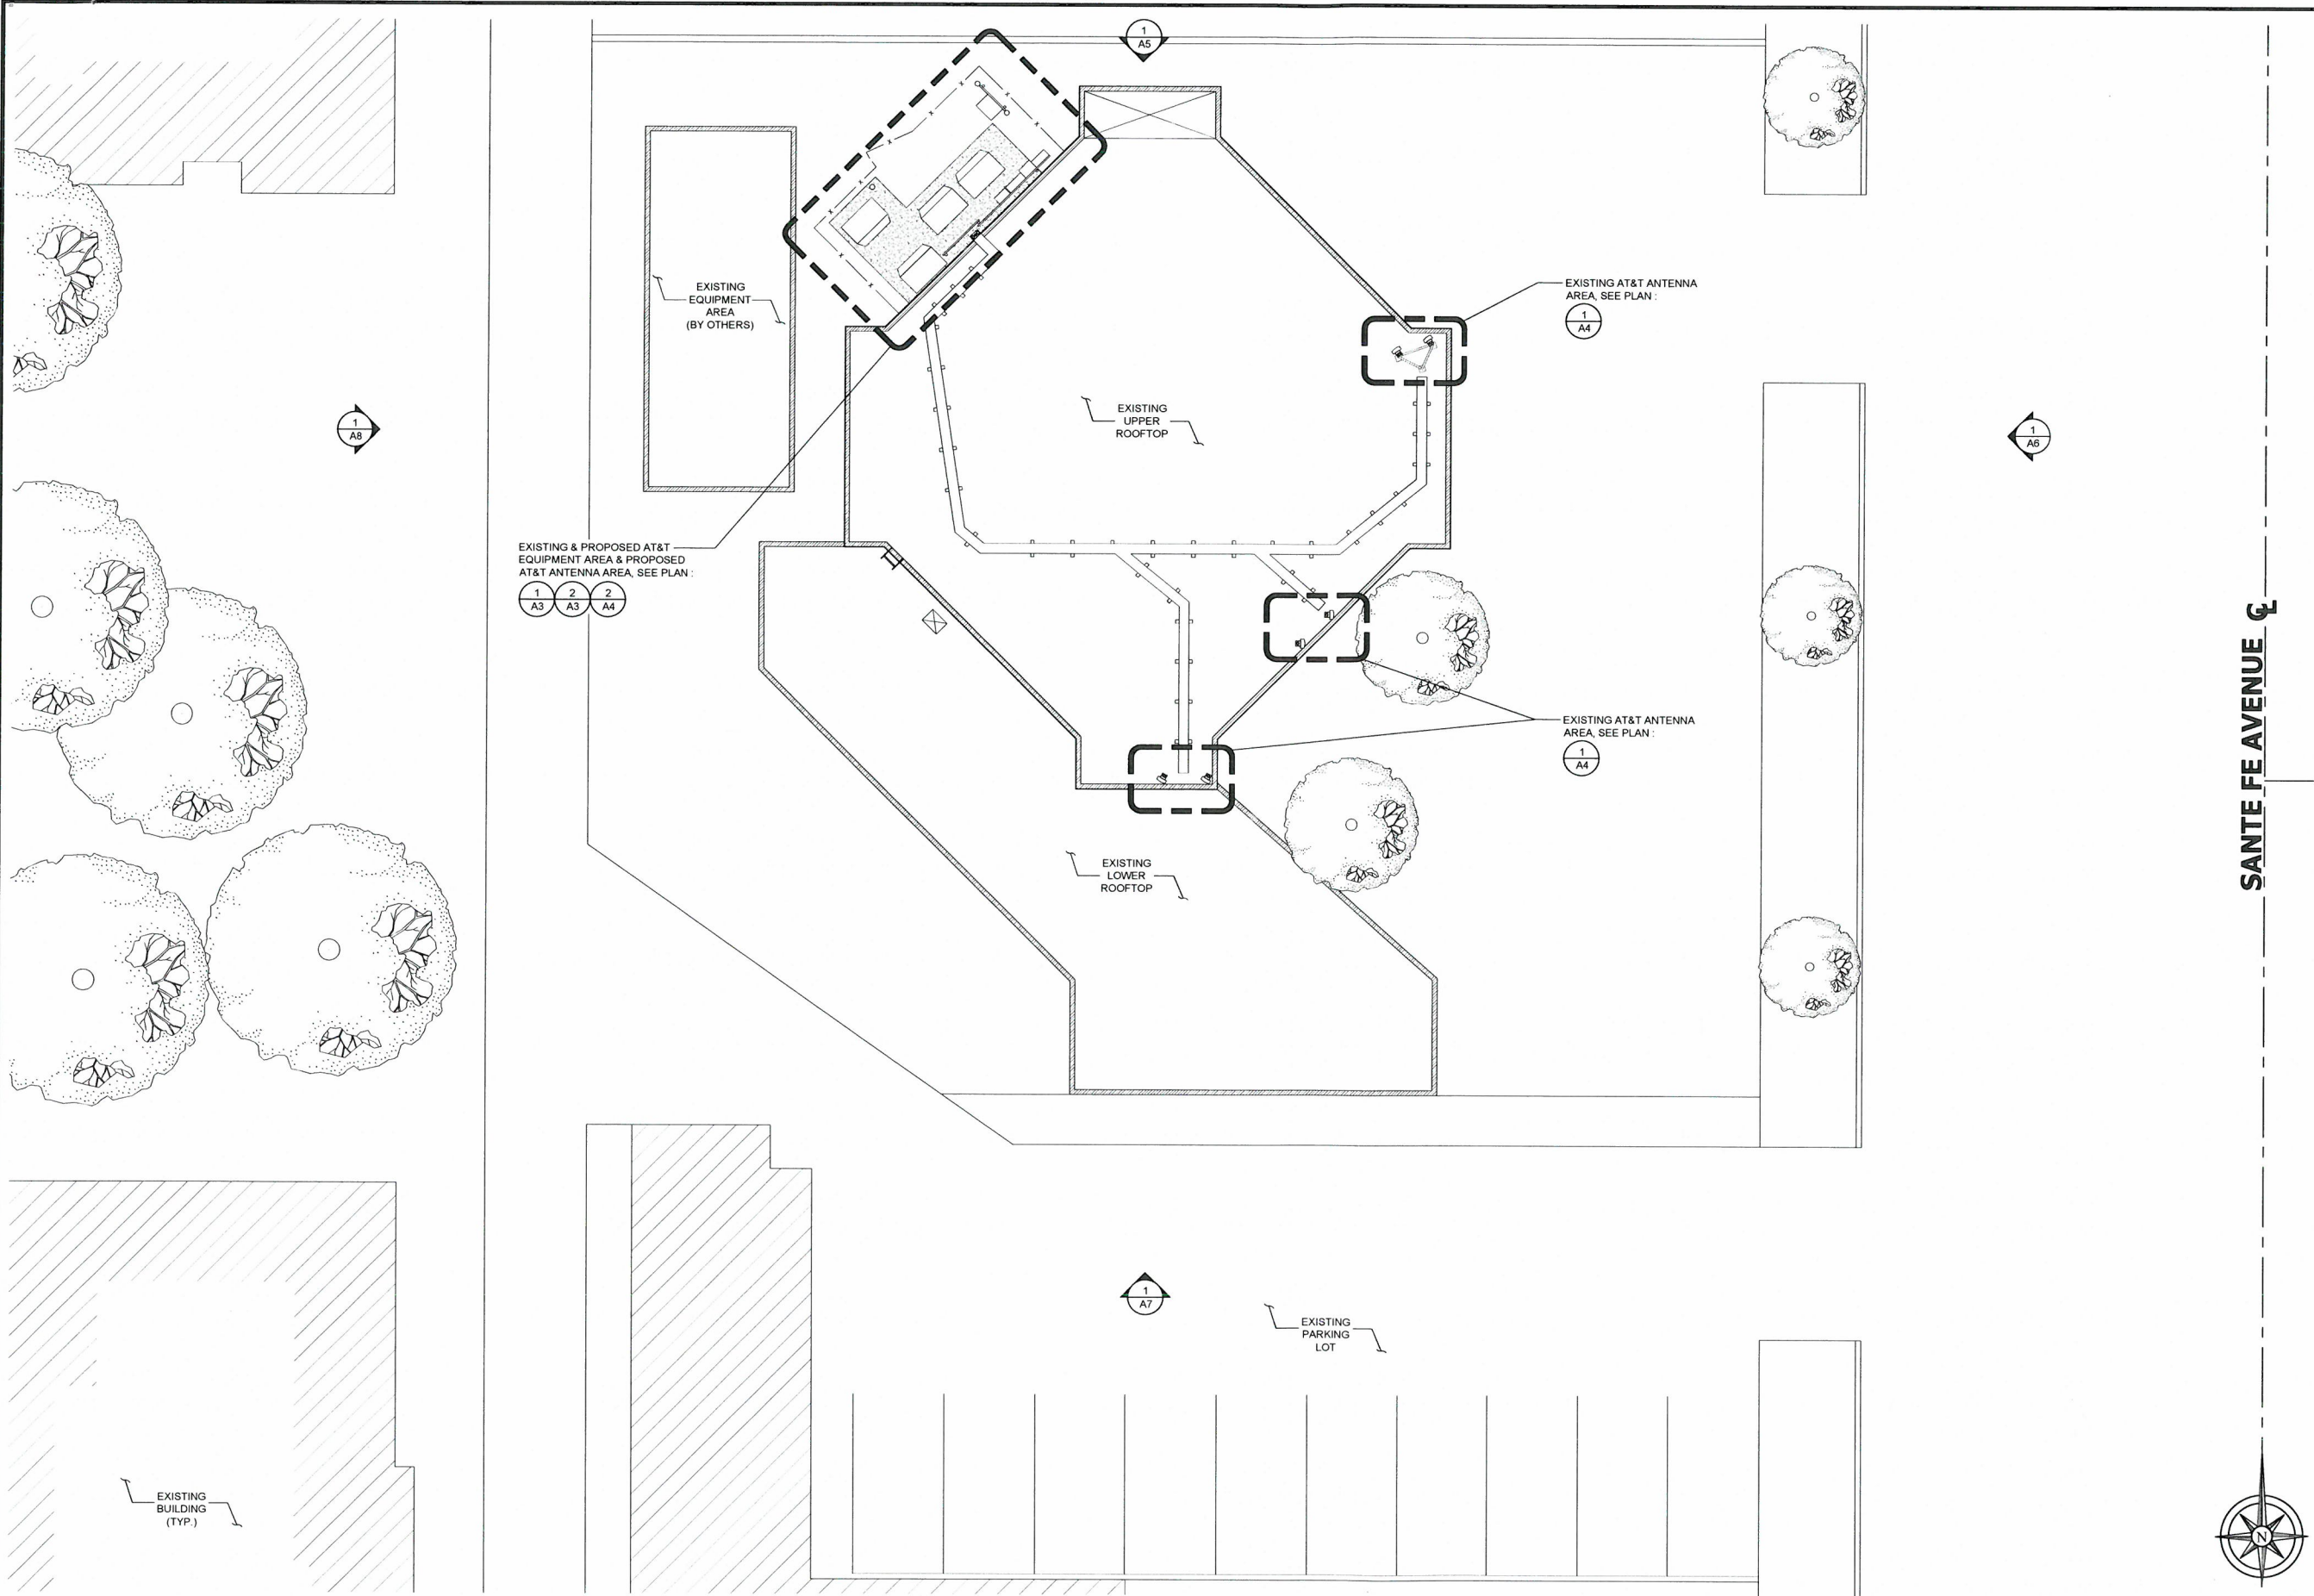 1
A5
EXISTING
EQUIPMENT
AREA
(BY OTHERS)
EXISTING AT&T ANTENNA
AREA, SEE PLAN :
1
A4
1
A8
EXISTING
UPPER
ROOFTOP
1
A6
EXISTING & PROPOSED AT&T
EQUIPMENT AREA & PROPOSED
AT&T ANTENNA AREA, SEE PLAN :
1 2 2
A3 A3 A4
EXISTING AT&T ANTENNA
AREA, SEE PLAN :
1
A4
SANTE FE AVENUE CL
EXISTING
LOWER
ROOFTOP
1
A7
EXISTING
PARKING
LOT
EXISTING
BUILDING
(TYP.)
N